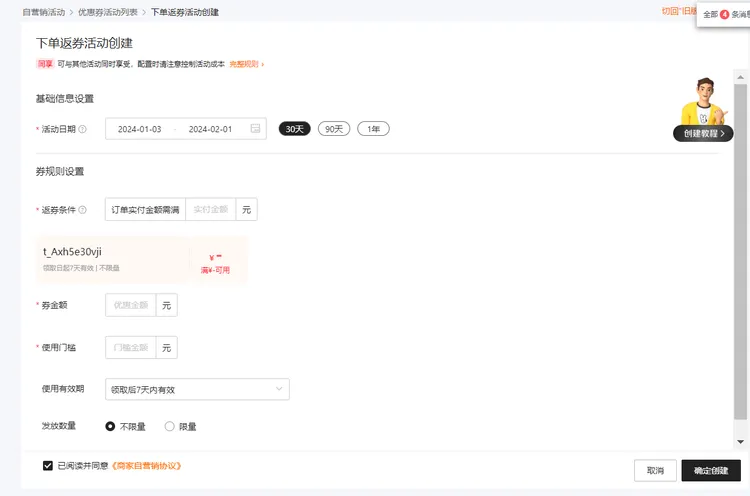 自营销活动 > 优惠券活动列表 > 下单返券活动创建
切回"旧版
全部 4 条消息
下单返券活动创建
同享 可与其他活动同时享受，配置时请注意控制活动成本 完整规则 >
基础信息设置
* 活动日期 ? 2024-01-03 - 2024-02-01 30天 90天 1年
创建教程 >
券规则设置
* 返券条件 ? 订单实付金额需满 实付金额 元
t_Axh5e30vji
领取日起7天有效 | 不限量
¥ **
满¥-可用
* 券金额 优惠金额 元
* 使用门槛 门槛金额 元
使用有效期 领取后7天内有效
发放数量 不限量 限量
已阅读并同意《商家自营销协议》
取消 确定创建